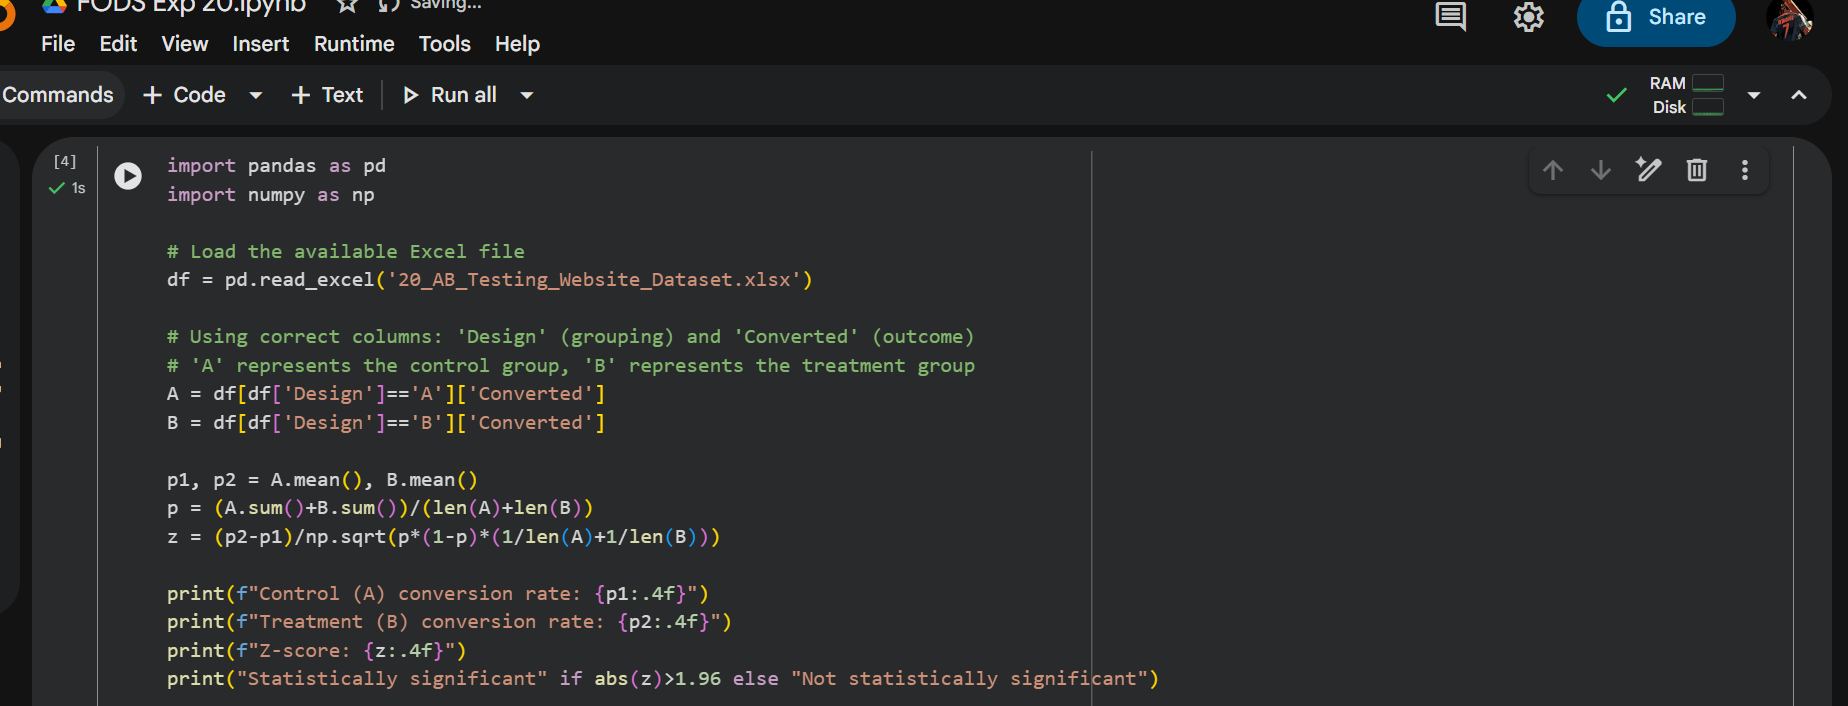 FODS Exp 20.ipynb
Saving...
File Edit View Insert Runtime Tools Help
Share
Commands + Code + Text Run all
RAM
Disk
[4]
1s
import pandas as pd
import numpy as np
# Load the available Excel file
df = pd.read_excel('20_AB_Testing_Website_Dataset.xlsx')
# Using correct columns: 'Design' (grouping) and 'Converted' (outcome)
# 'A' represents the control group, 'B' represents the treatment group
A = df[df['Design']=='A']['Converted']
B = df[df['Design']=='B']['Converted']
p1, p2 = A.mean(), B.mean()
p = (A.sum()+B.sum())/(len(A)+len(B))
z = (p2-p1)/np.sqrt(p*(1-p)*(1/len(A)+1/len(B)))
print(f"Control (A) conversion rate: {p1:.4f}")
print(f"Treatment (B) conversion rate: {p2:.4f}")
print(f"Z-score: {z:.4f}")
print("Statistically significant" if abs(z)>1.96 else "Not statistically significant")